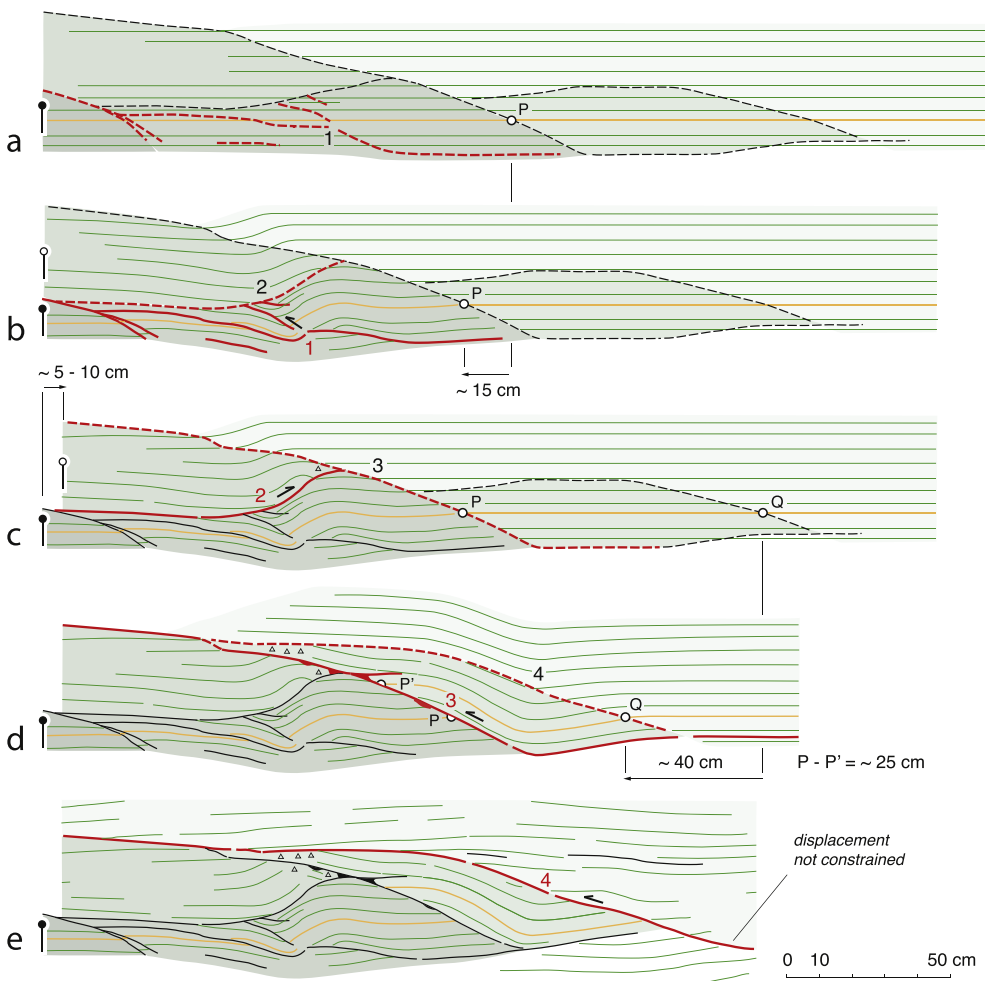 P
1
a
2
P
1
b
~ 15 cm
~ 5 - 10 cm
3
2
P
Q
c
4
P'
3
P
Q
d
~ 40 cm
P - P' = ~ 25 cm
displacement
not constrained
4
e
0 10 50 cm